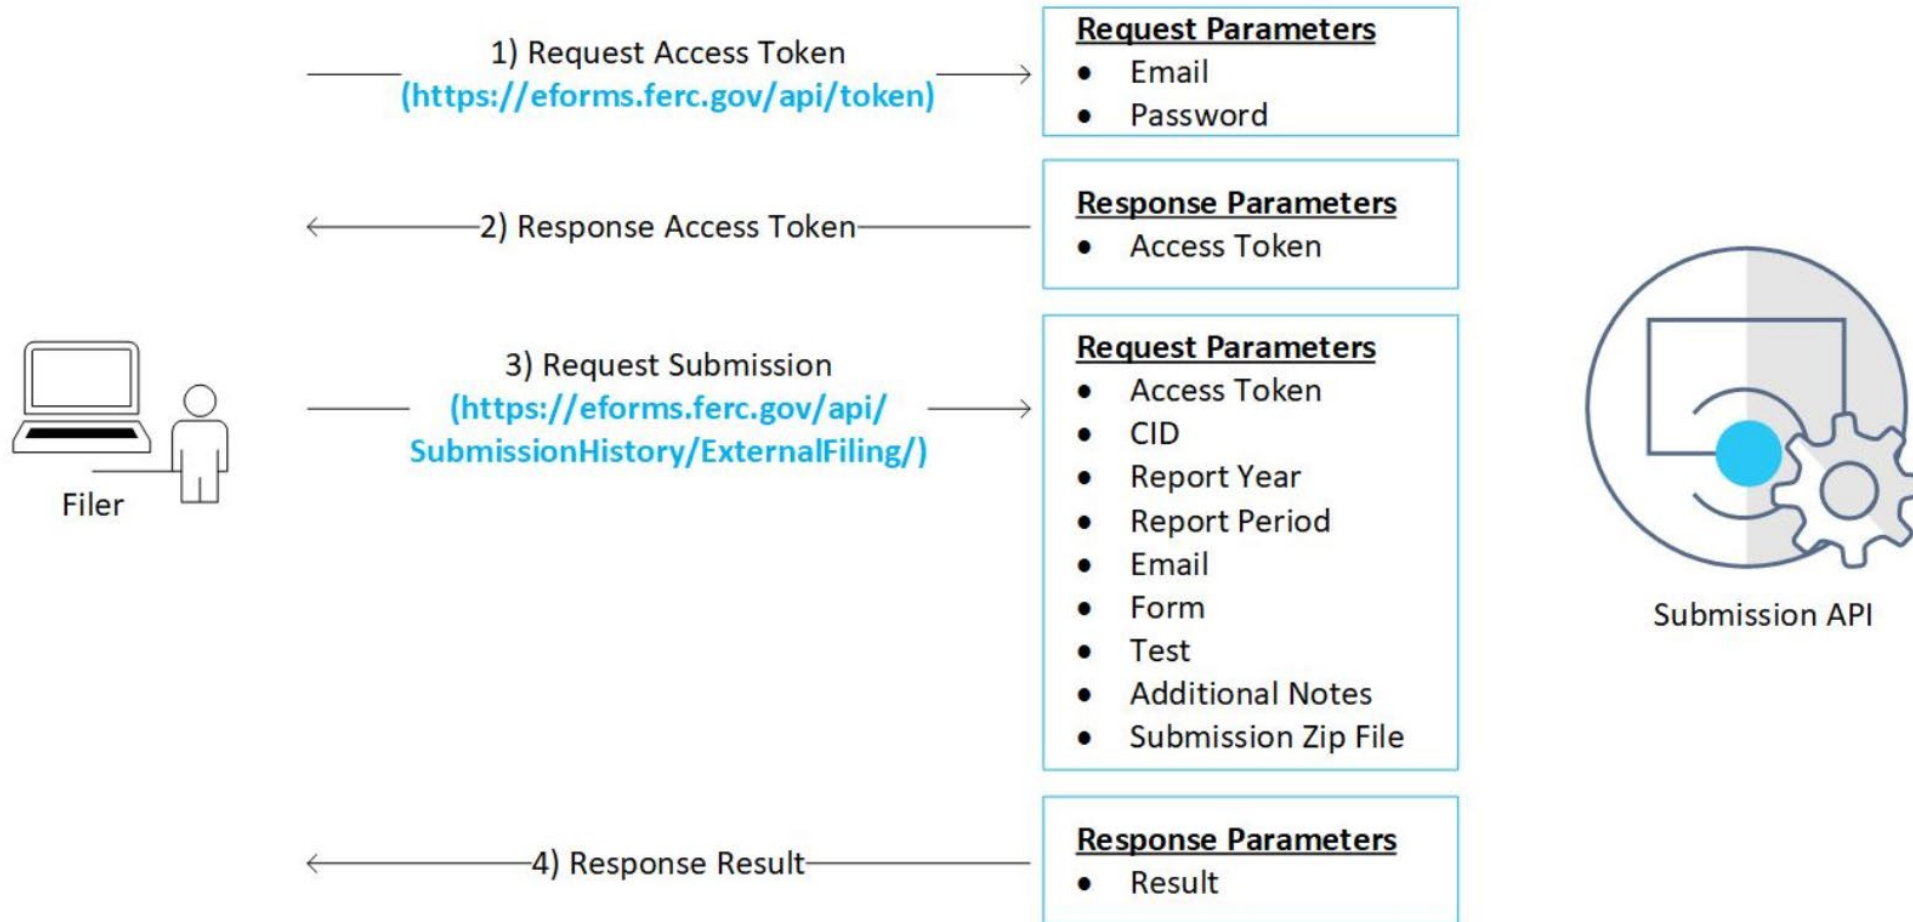 1) Request Access Token
(https://eforms.ferc.gov/api/token)
Request Parameters
• Email
• Password
2) Response Access Token
Response Parameters
• Access Token
Filer
3) Request Submission
(https://eforms.ferc.gov/api/
SubmissionHistory/ExternalFiling/)
Request Parameters
• Access Token
• CID
• Report Year
• Report Period
• Email
• Form
• Test
• Additional Notes
• Submission Zip File
Submission API
4) Response Result
Response Parameters
• Result